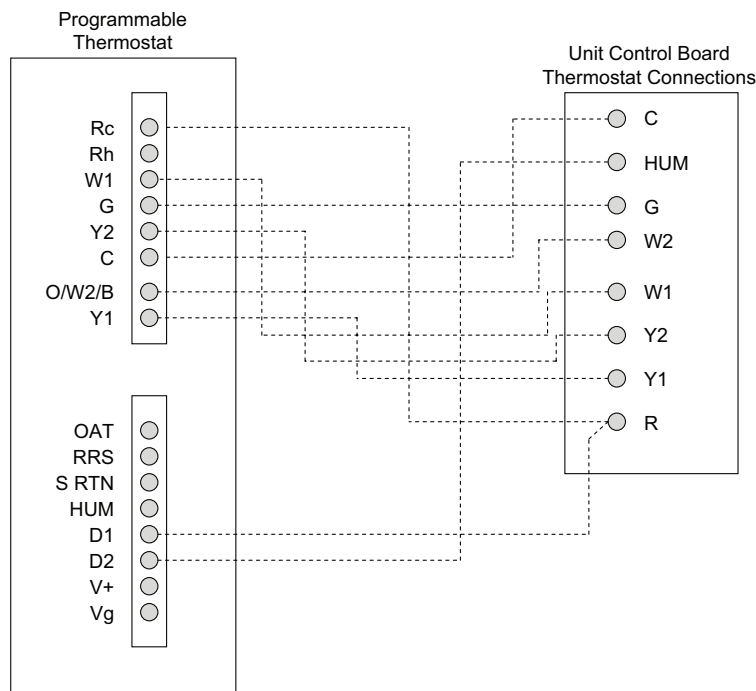 Programmable
Thermostat
Rc
Rh
W1
G
Y2
C
O/W2/B
Y1
OAT
RRS
S RTN
HUM
D1
D2
V+
Vg
Unit Control Board
Thermostat Connections
C
HUM
G
W2
W1
Y2
Y1
R